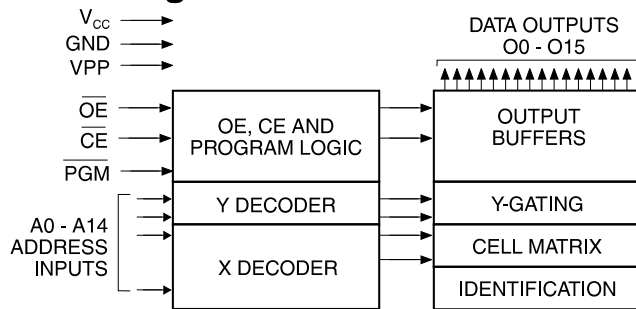 V_CC
GND
VPP
OE
CE
PGM
A0 - A14
ADDRESS
INPUTS
OE, CE AND
PROGRAM LOGIC
Y DECODER
X DECODER
DATA OUTPUTS
O0 - O15
OUTPUT
BUFFERS
Y-GATING
CELL MATRIX
IDENTIFICATION